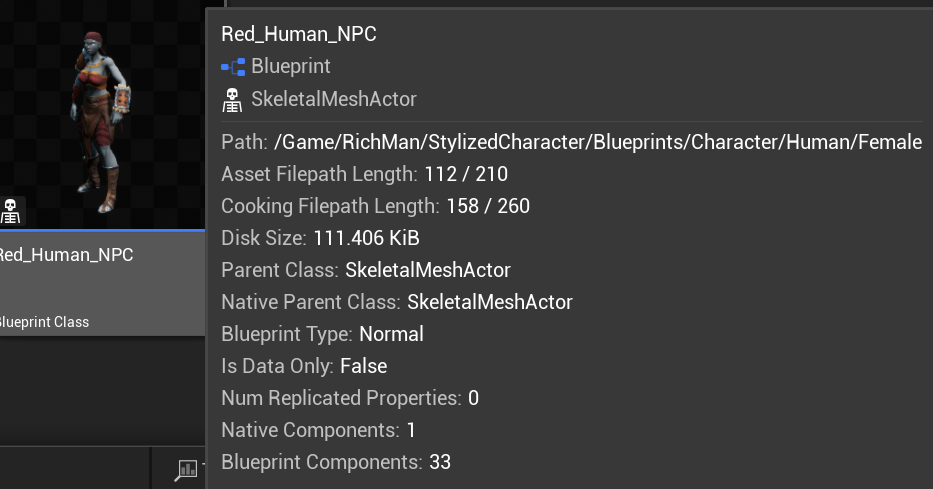 Red_Human_NPC
Blueprint
SkeletalMeshActor
Path: /Game/RichMan/StylizedCharacter/Blueprints/Character/Human/Female
Asset Filepath Length: 112 / 210
Cooking Filepath Length: 158 / 260
Disk Size: 111.406 KiB
Parent Class: SkeletalMeshActor
Native Parent Class: SkeletalMeshActor
Blueprint Type: Normal
Is Data Only: False
Num Replicated Properties: 0
Native Components: 1
Blueprint Components: 33
Red_Human_NPC
Blueprint Class